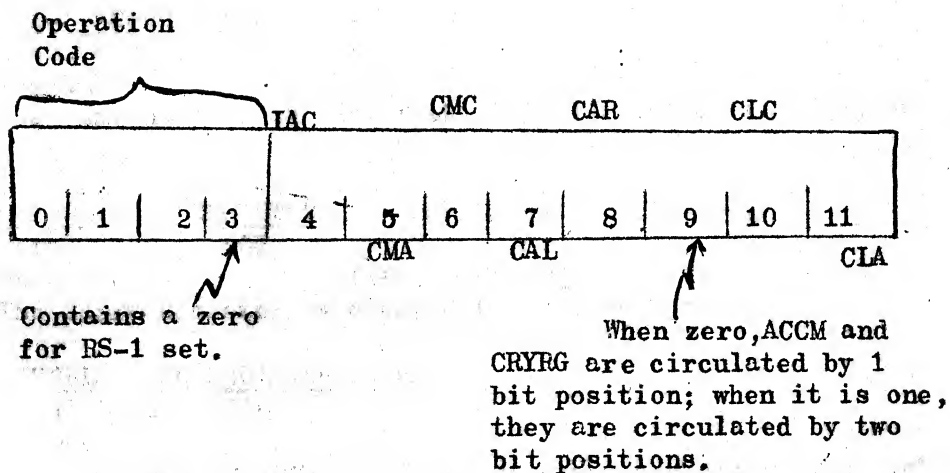 Operation
Code
IAC CMC CAR CLC
0 1 2 3 4 5 6 7 8 9 10 11
CMA CAL CLA
Contains a zero
for RS-1 set.
When zero,ACCM and
CRYRG are circulated by 1
bit position; when it is one,
they are circulated by two
bit positions.